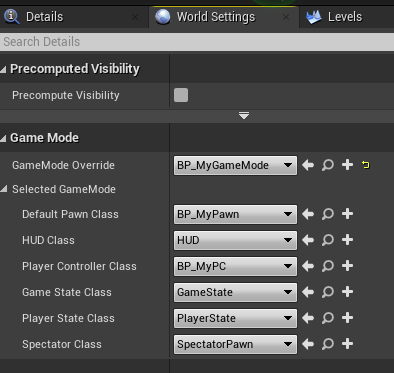 Details World Settings Levels
Search Details
Precomputed Visibility
Precompute Visibility
Game Mode
GameMode Override BP_MyGameMode
Selected GameMode
Default Pawn Class BP_MyPawn
HUD Class HUD
Player Controller Class BP_MyPC
Game State Class GameState
Player State Class PlayerState
Spectator Class SpectatorPawn